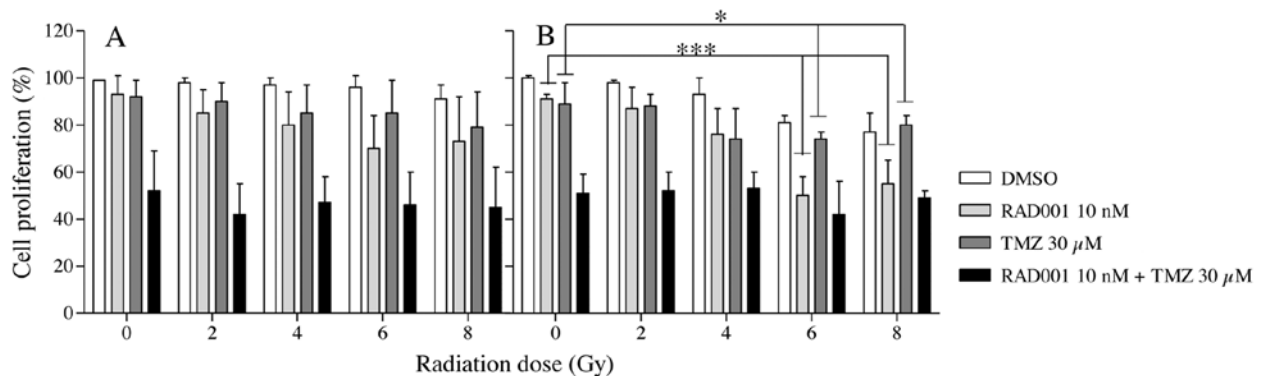 A
B
*
***
120
100
80
60
40
20
0
Cell proliferation (%)
0 2 4 6 8 0 2 4 6 8
Radiation dose (Gy)
DMSO
RAD001 10 nM
TMZ 30 µM
RAD001 10 nM + TMZ 30 µM